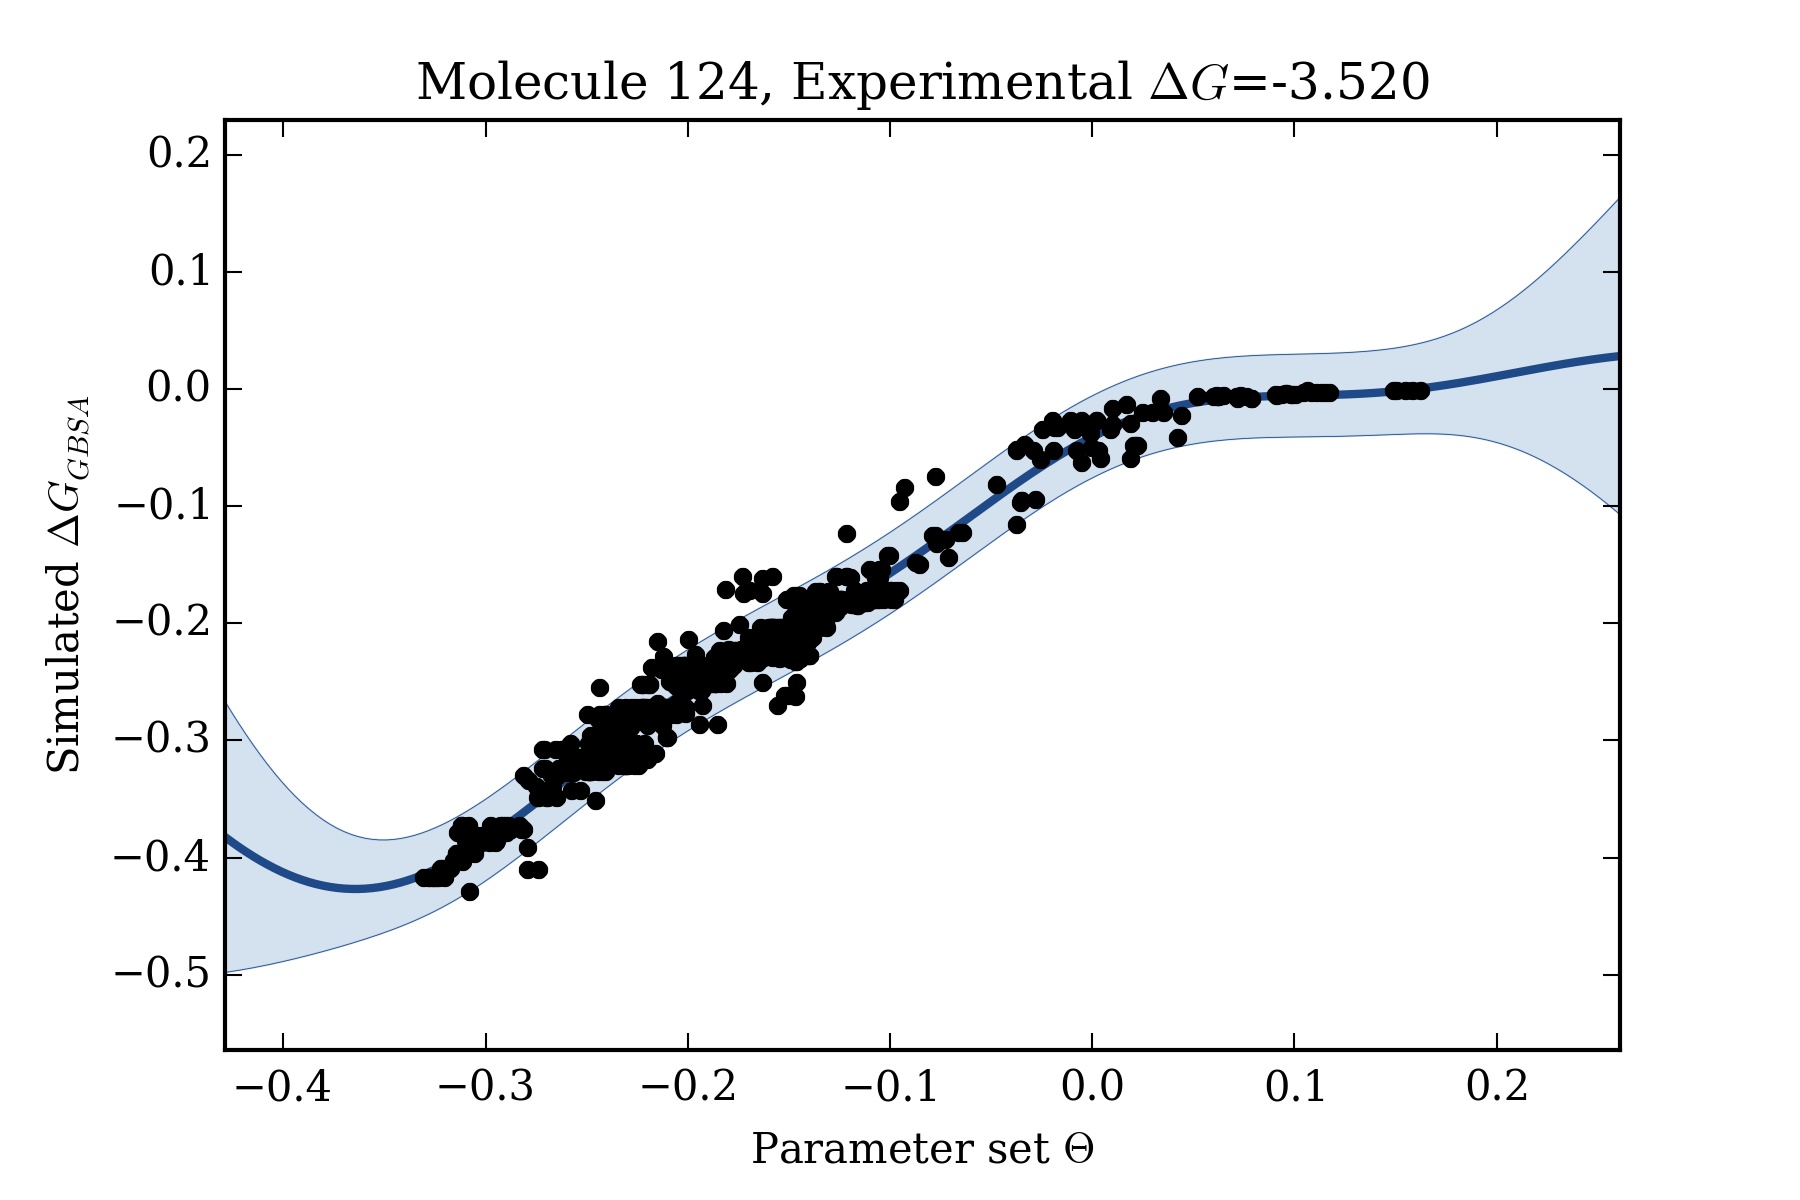 Molecule 124, Experimental ΔG=-3.520
0.2
0.1
0.0
−0.1
−0.2
−0.3
−0.4
−0.5
Simulated ΔG_GBSA
−0.4 −0.3 −0.2 −0.1 0.0 0.1 0.2
Parameter set Θ